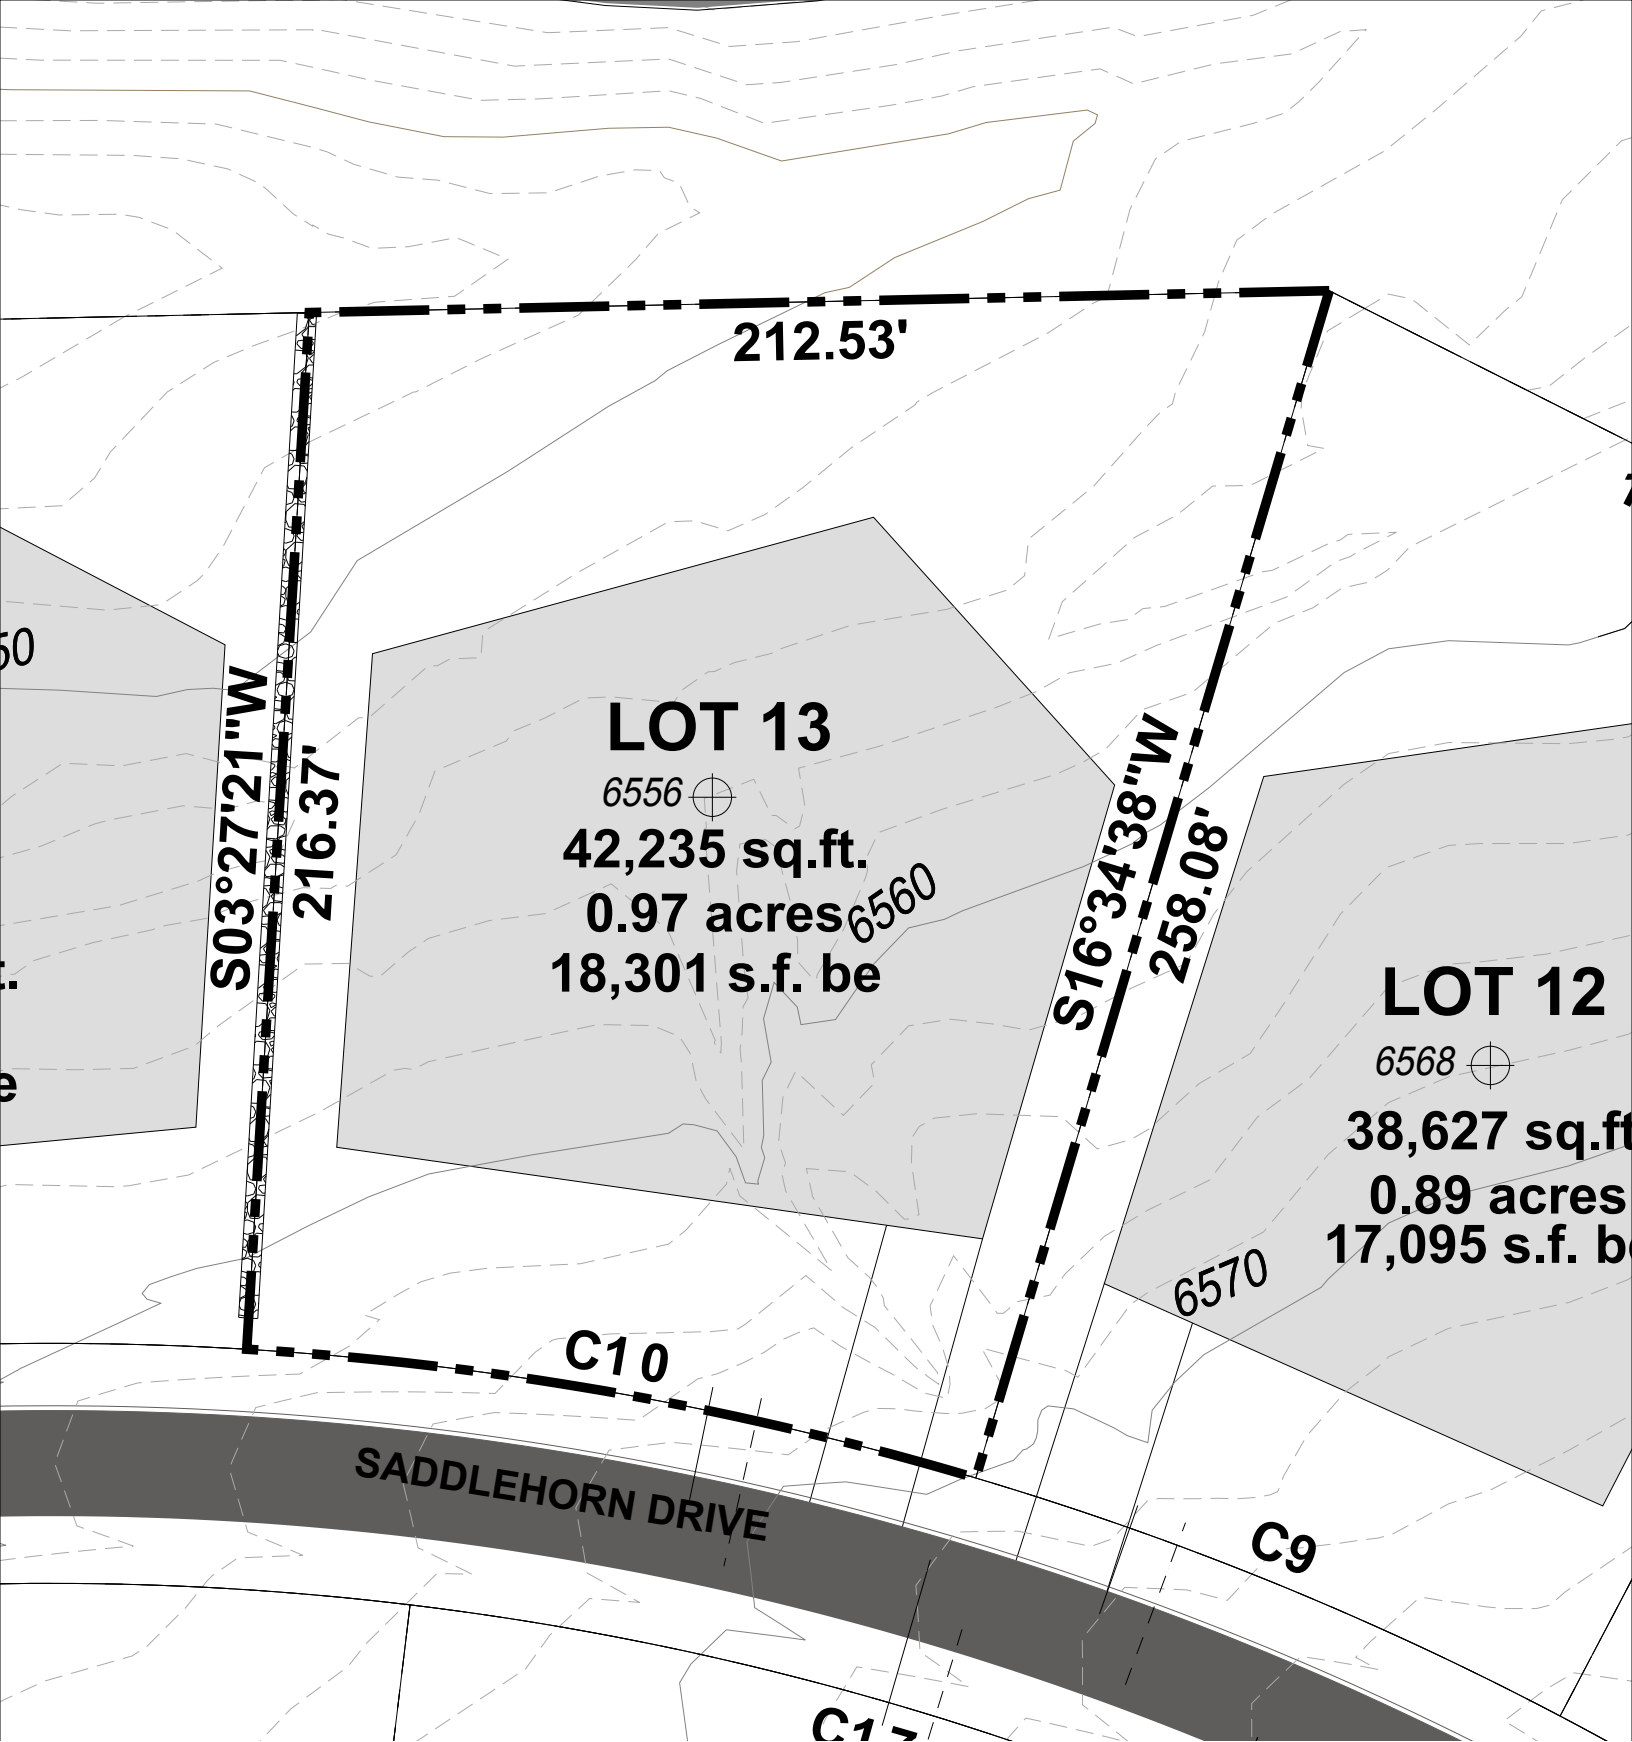 212.53'
S03°27'21"W
216.37'
LOT 13
6556
42,235 sq.ft.
0.97 acres
18,301 s.f. be
6560
S16°34'38"W
258.08'
LOT 12
6568
38,627 sq.ft
0.89 acres
17,095 s.f. be
6570
C10
SADDLEHORN DRIVE
C9
C17
50
t.
e